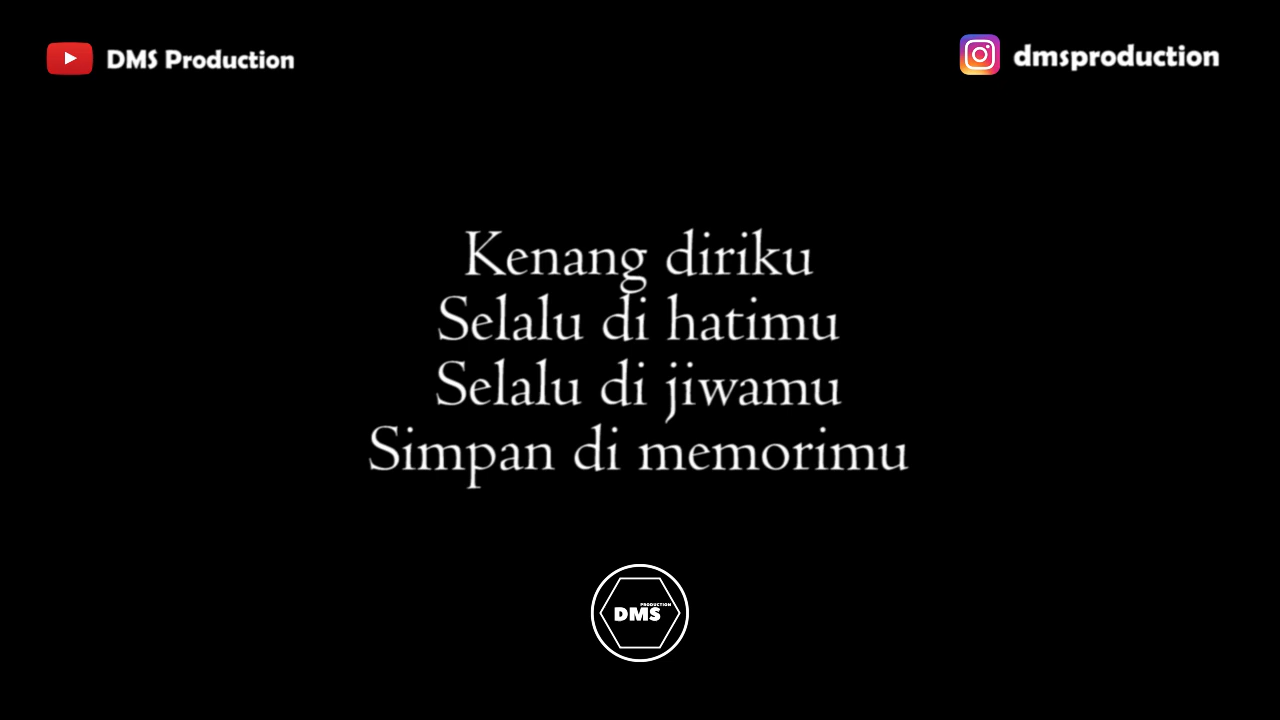 DMS Production
dmsproduction
Kenang diriku
Selalu di hatimu
Selalu di jiwamu
Simpan di memorimu
PRODUCTION
DMS